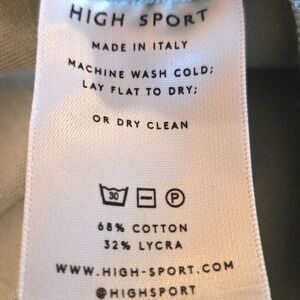 HIGH SPORT
MADE IN ITALY
MACHINE WASH COLD;
LAY FLAT TO DRY;
OR DRY CLEAN
30 P
68% COTTON
32% LYCRA
WWW.HIGH-SPORT.COM
@HIGHSPORT